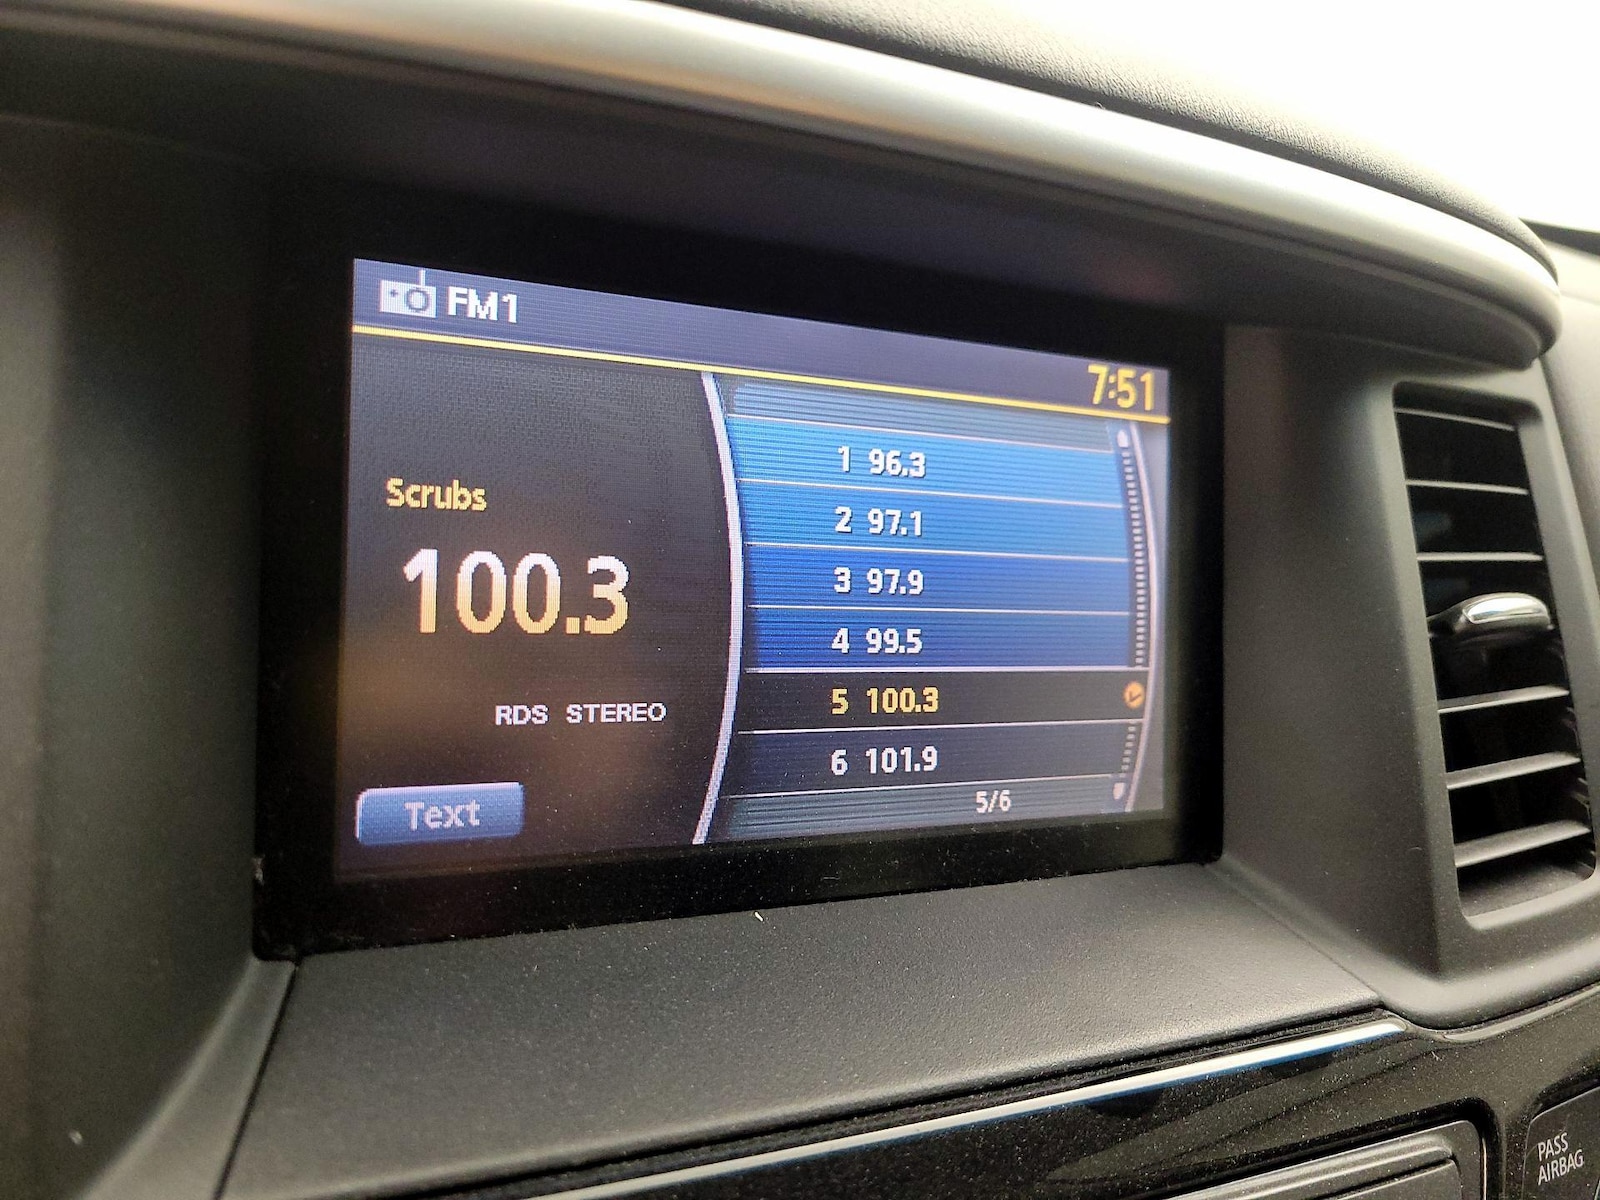 FM1
7:51
Scrubs
100.3
RDS STEREO
Text
1 96.3
2 97.1
3 97.9
4 99.5
5 100.3
6 101.9
5/6
PASS
AIRBAG